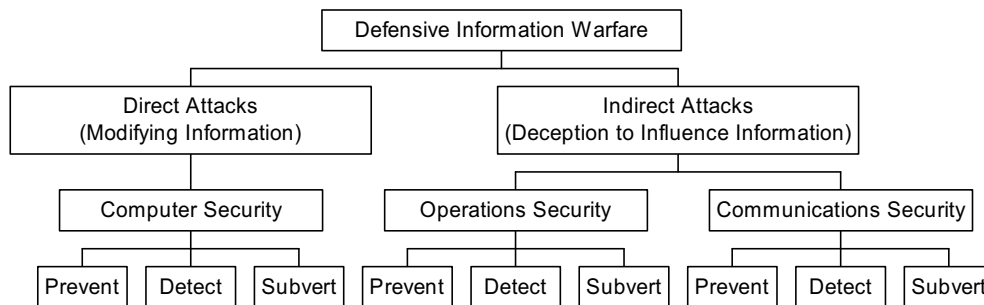 Defensive Information Warfare
Direct Attacks
(Modifying Information)
Indirect Attacks
(Deception to Influence Information)
Computer Security
Operations Security
Communications Security
Prevent
Detect
Subvert
Prevent
Detect
Subvert
Prevent
Detect
Subvert